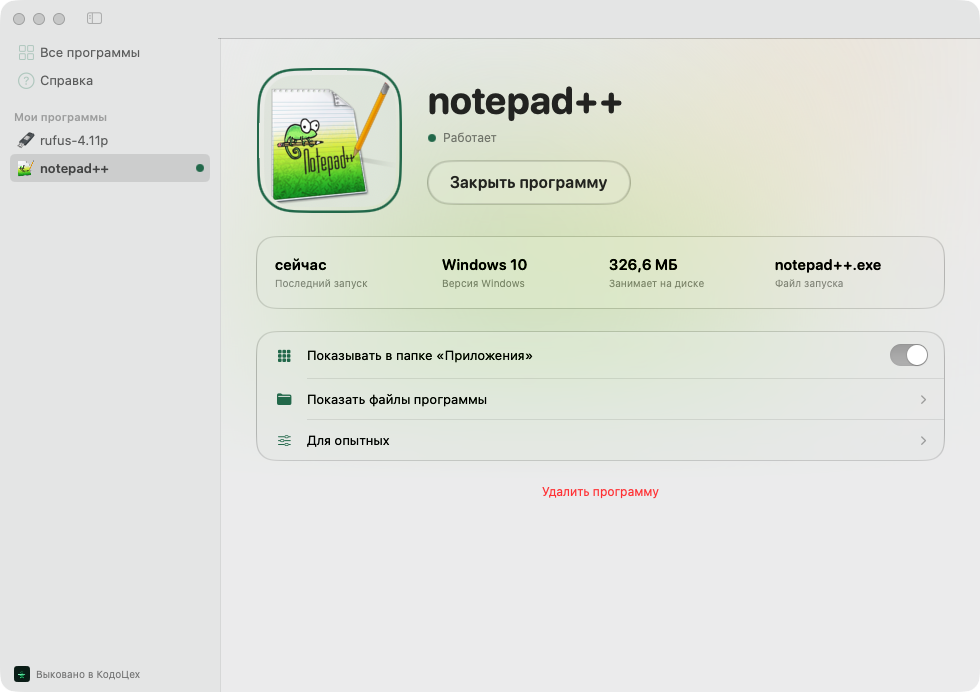 Все программы
Справка
Мои программы
rufus-4.11p
notepad++
Выковано в КодоЦех
Notepad++
notepad++
Работает
Закрыть программу
сейчас
Последний запуск
Windows 10
Версия Windows
326,6 МБ
Занимает на диске
notepad++.exe
Файл запуска
Показывать в папке «Приложения»
Показать файлы программы
Для опытных
Удалить программу